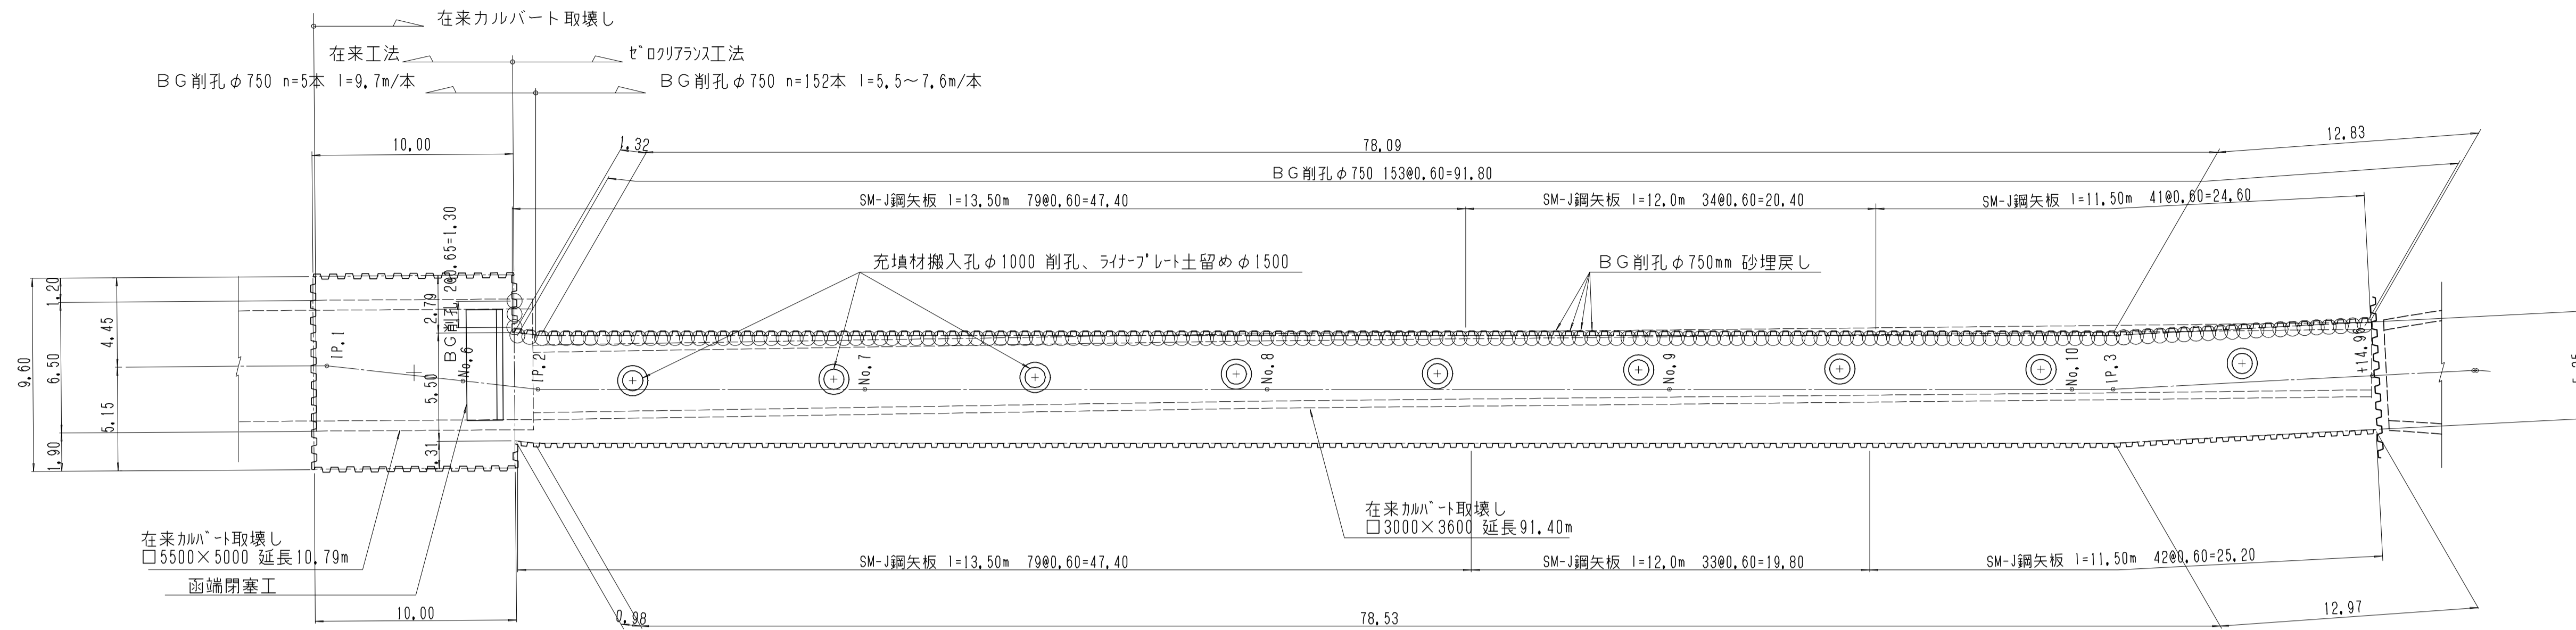 在来カルバート取壊し
在来工法
ｾﾞﾛｸﾘｱﾗﾝｽ工法
ＢＧ削孔φ750 n=5本 l=9.7m/本
ＢＧ削孔φ750 n=152本 l=5.5～7.6m/本
10.00
1.32
78.09
12.83
ＢＧ削孔φ750 153@0.60=91.80
SM-J鋼矢板 l=13.50m 79@0.60=47.40
SM-J鋼矢板 l=12.0m 34@0.60=20.40
SM-J鋼矢板 l=11.50m 41@0.60=24.60
充填材搬入孔φ1000 削孔、ﾗｲﾅｰﾌﾟﾚｰﾄ土留めφ1500
ＢＧ削孔φ750mm 砂埋戻し
ＢＧ削孔 2@0.65=1.30
9.60
1.20
6.50
1.90
4.45
5.15
2.79
5.50
1.31
IP.1
No.6
IP.2
No.7
No.8
No.9
No.10
IP.3
+14.96
在来ｶﾙﾊﾞｰﾄ取壊し
□5500×5000 延長10.79m
函端閉塞工
在来ｶﾙﾊﾞｰﾄ取壊し
□3000×3600 延長91.40m
SM-J鋼矢板 l=13.50m 79@0.60=47.40
SM-J鋼矢板 l=12.0m 33@0.60=19.80
SM-J鋼矢板 l=11.50m 42@0.60=25.20
10.00
0.98
78.53
12.97